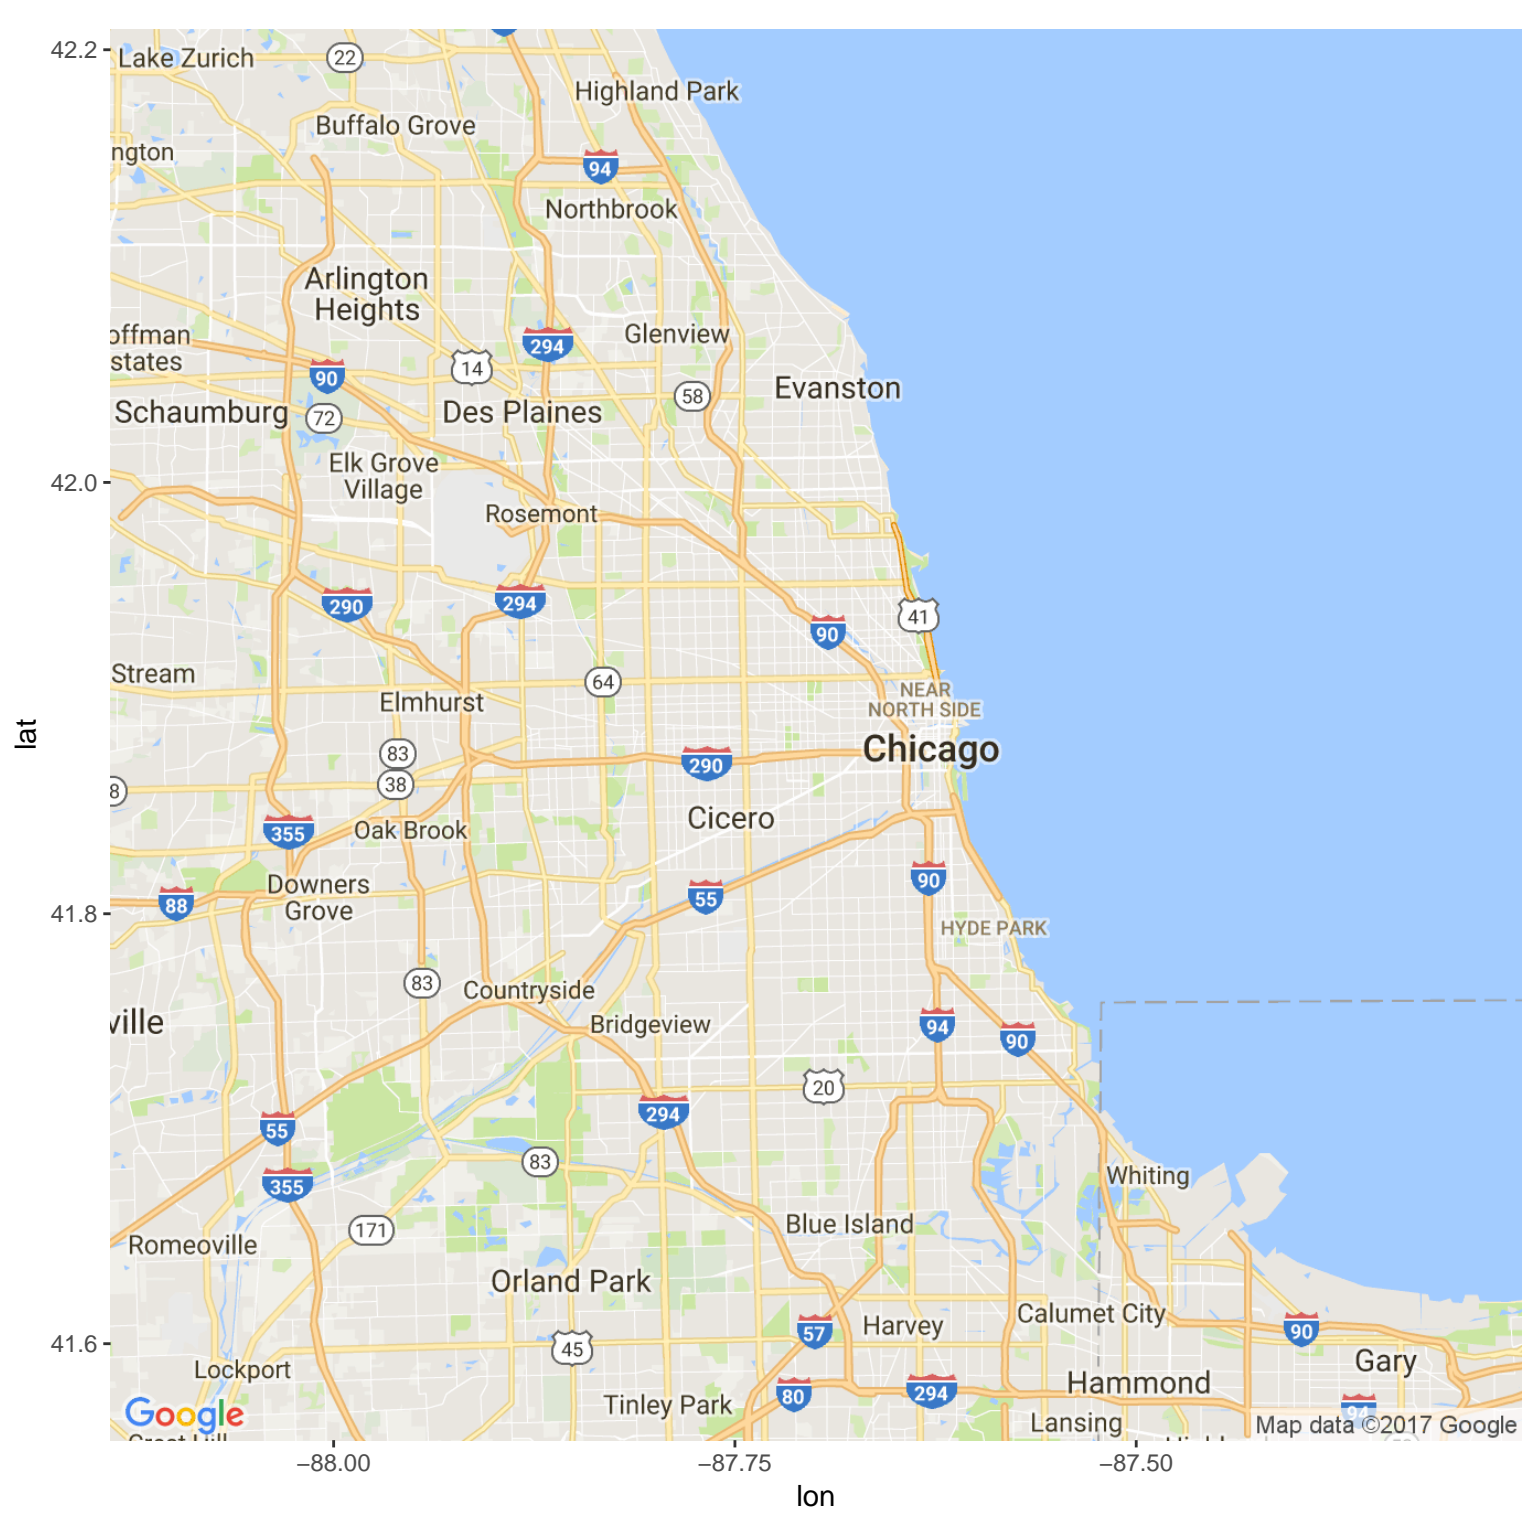 42.2
Lake Zurich
22
Highland Park
Buffalo Grove
ngton
94
Northbrook
Arlington
Heights
offman
states
294
Glenview
90
14
58
Evanston
Schaumburg
72
Des Plaines
42.0
Elk Grove
Village
Rosemont
290
294
90
41
Stream
64
Elmhurst
NEAR
NORTH SIDE
lat
83
290
Chicago
38
8
355
Oak Brook
Cicero
90
Downers
Grove
88
55
41.8
HYDE PARK
83
Countryside
ville
Bridgeview
94
90
20
294
55
83
355
Whiting
171
Blue Island
Romeoville
Orland Park
Calumet City
57
Harvey
90
41.6
45
Gary
Lockport
Hammond
80
294
Tinley Park
94
Google
Lansing
Map data ©2017 Google
Crest Hill
−88.00
−87.75
−87.50
lon